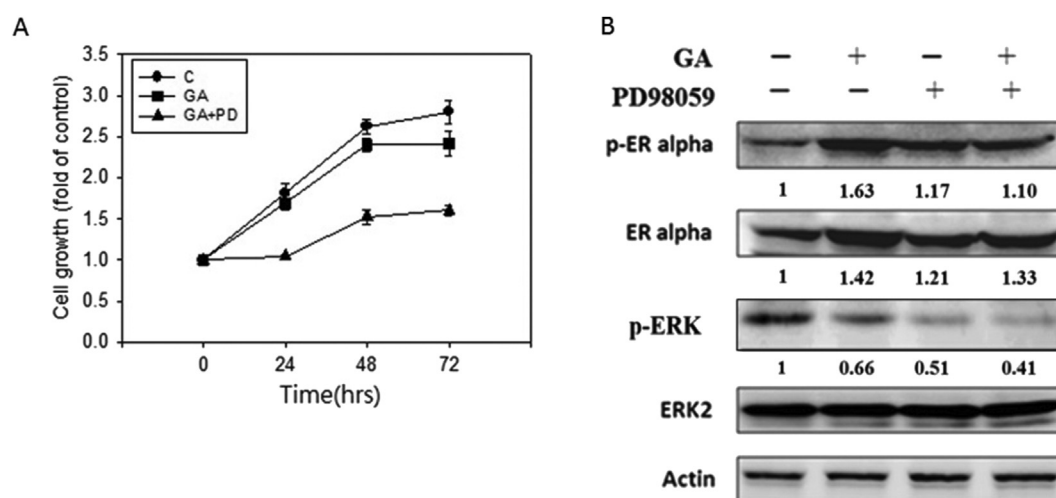 A
3.5
3.0
2.5
2.0
1.5
1.0
0.5
0.0
Cell growth (fold of control)
C
GA
GA+PD
0 24 48 72
Time(hrs)
B
GA − + − +
PD98059 − − + +
p-ER alpha
1 1.63 1.17 1.10
ER alpha
1 1.42 1.21 1.33
p-ERK
1 0.66 0.51 0.41
ERK2
Actin